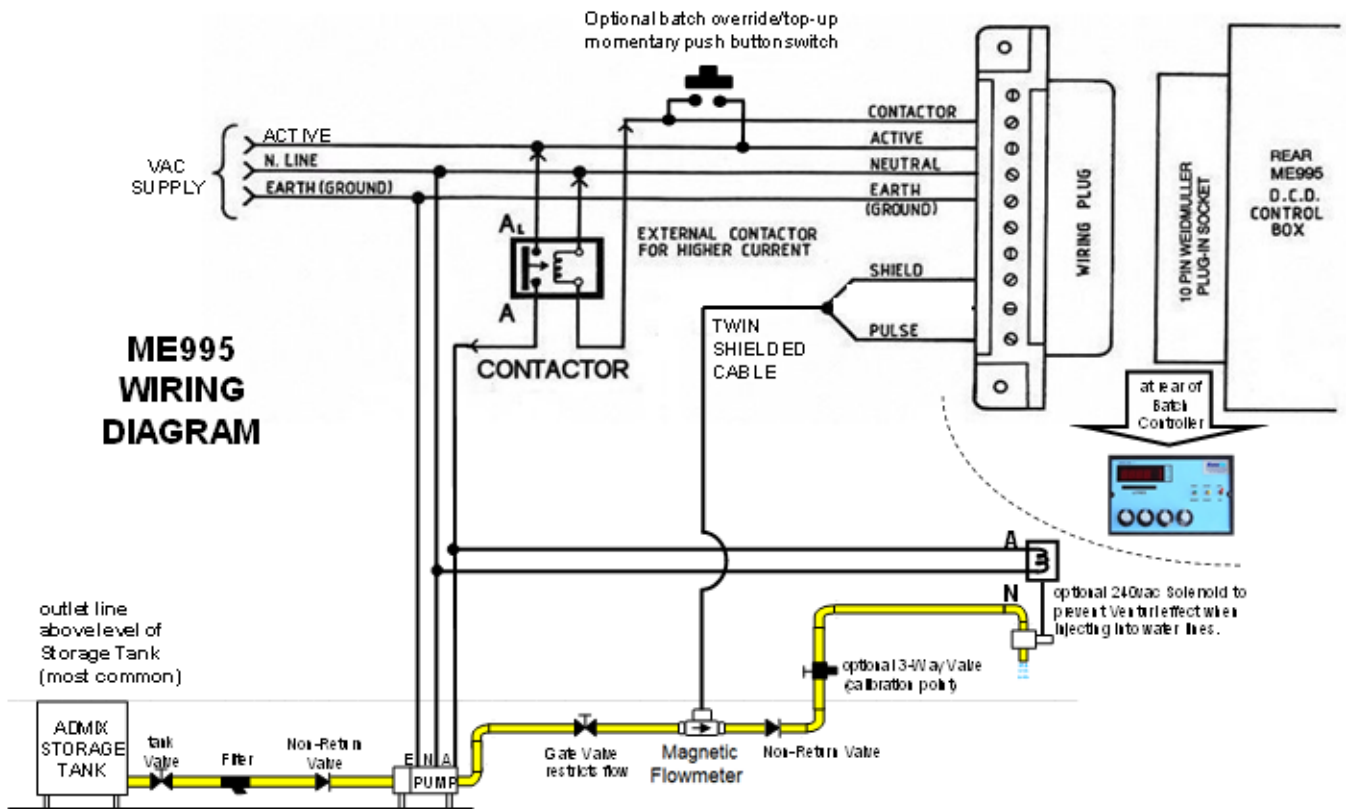 Optional batch override/top-up
momentary push button switch
CONTACTOR
ACTIVE
ACTIVE
VAC
SUPPLY
N. LINE
NEUTRAL
EARTH (GROUND)
EARTH
(GROUND)
A₁
EXTERNAL CONTACTOR
FOR HIGHER CURRENT
A
CONTACTOR
SHIELD
PULSE
TWIN
SHIELDED
CABLE
WIRING PLUG
10 PIN WEIDMULLER
PLUG-IN SOCKET
REAR
ME995
D.C.D.
CONTROL
BOX
ME995
WIRING
DIAGRAM
at rear of
Batch
Controller
A
N
optional 240vac Solenoid to
prevent Venturi effect when
injecting into water lines.
outlet line
above level of
Storage Tank
(most common)
optional 3-Way Valve
(calibration point)
ADMIX
STORAGE
TANK
tank
Valve
Filter
Non-Return
Valve
E N A
PUMP
Gate Valve
restricts flow
Magnetic
Flowmeter
Non-Return Valve